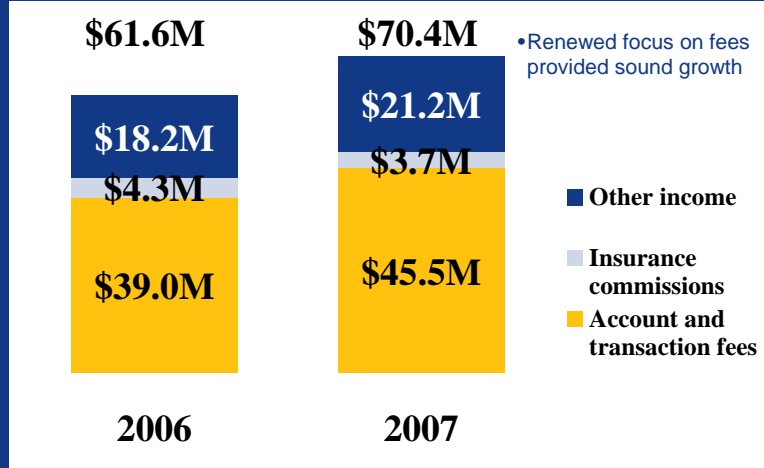 $61.6M
$70.4M
•Renewed focus on fees
provided sound growth
$18.2M
$21.2M
$4.3M
$3.7M
$39.0M
$45.5M
Other income
Insurance
commissions
Account and
transaction fees
2006
2007